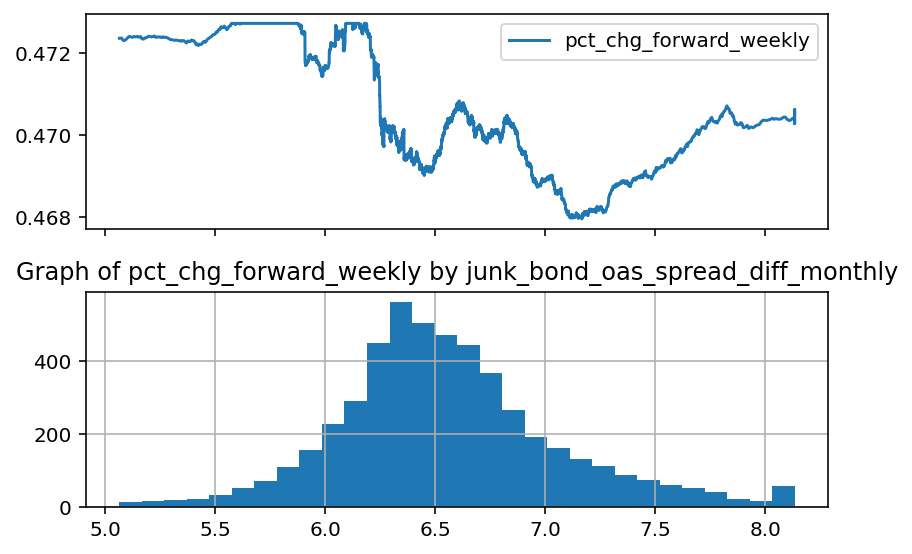 0.472
0.470
0.468
pct_chg_forward_weekly
Graph of pct_chg_forward_weekly by junk_bond_oas_spread_diff_monthly
400
200
0
5.0 5.5 6.0 6.5 7.0 7.5 8.0